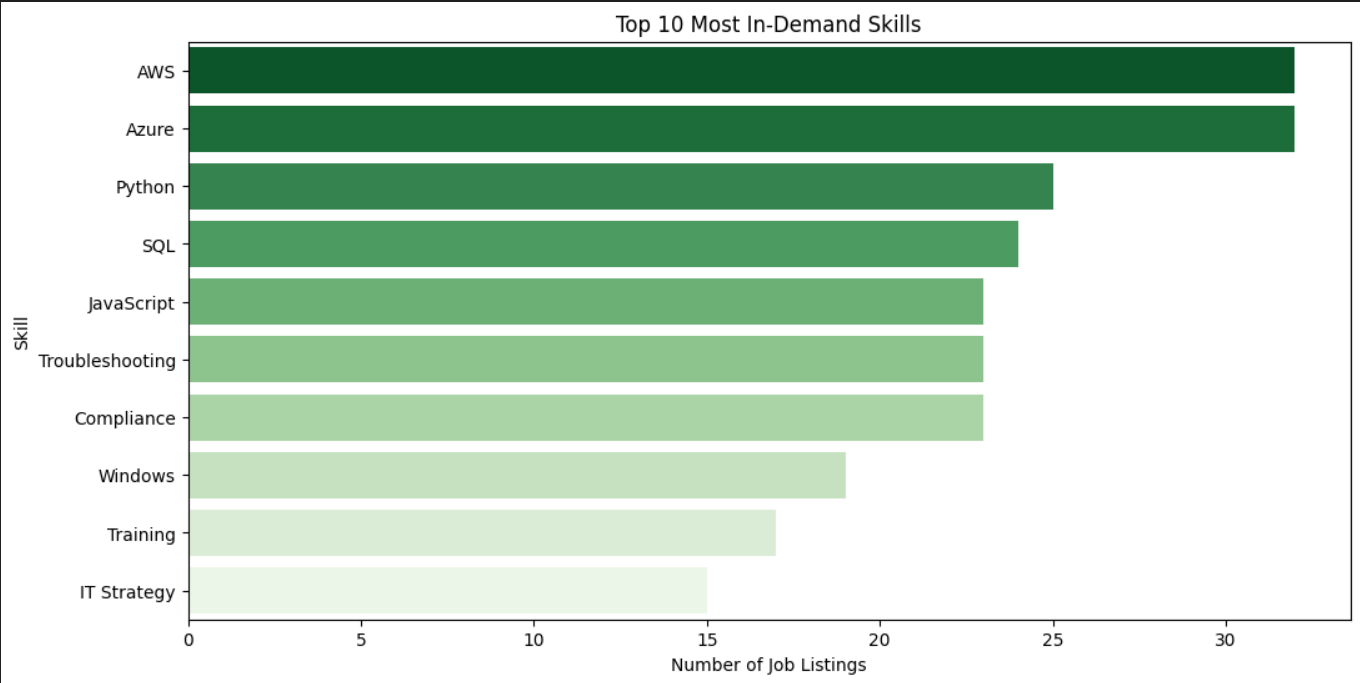 Top 10 Most In-Demand Skills
AWS
Azure
Python
SQL
JavaScript
Troubleshooting
Compliance
Windows
Training
IT Strategy
Skill
0 5 10 15 20 25 30
Number of Job Listings